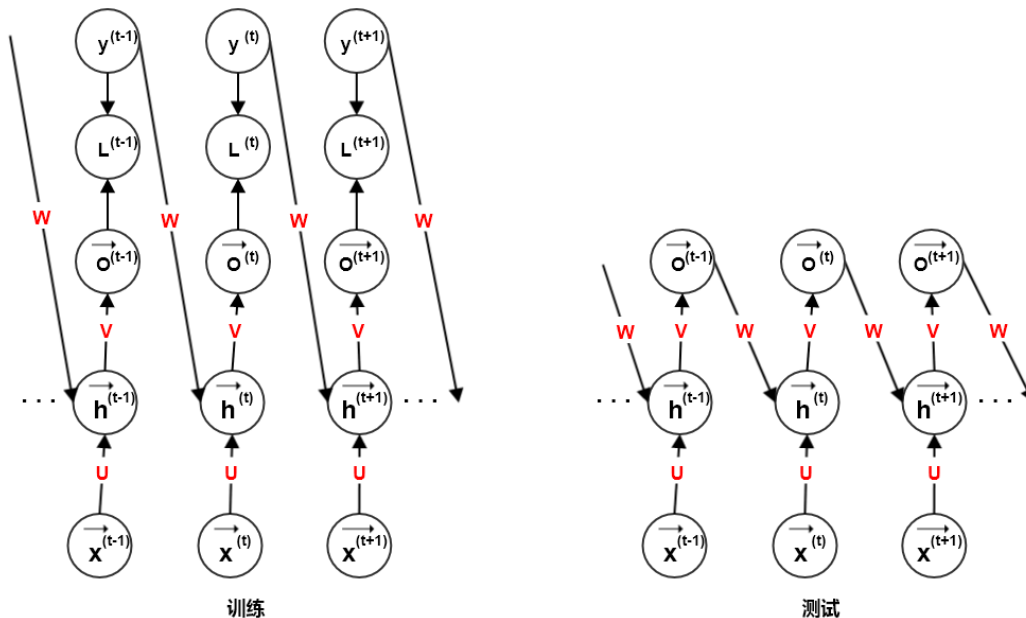 y(t-1) y(t) y(t+1)
L(t-1) L(t) L(t+1)
W W W W
o(t-1) o(t) o(t+1) o(t-1) o(t) o(t+1)
V V V W V W V W V W
... h(t-1) h(t) h(t+1) ... ... h(t-1) h(t) h(t+1) ...
U U U U U U
x(t-1) x(t) x(t+1) x(t-1) x(t) x(t+1)
训练 测试